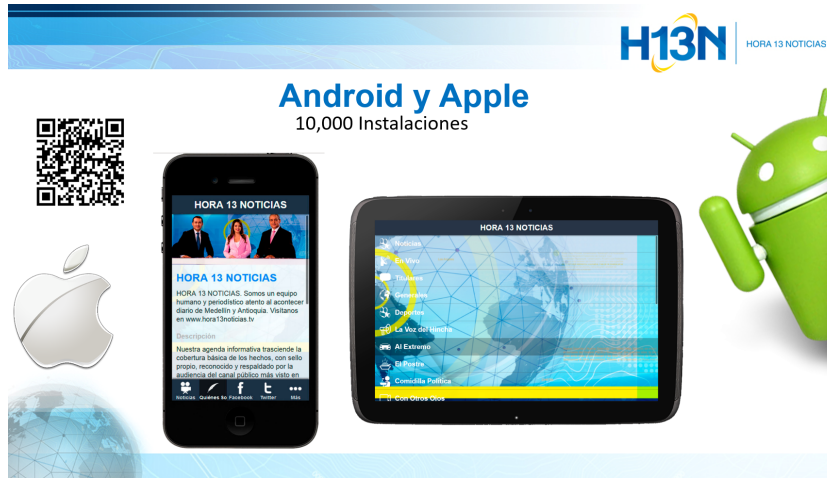 H13N
HORA 13 NOTICIAS
Android y Apple
10,000 Instalaciones
HORA 13 NOTICIAS
HORA 13 NOTICIAS
HORA 13 NOTICIAS. Somos un equipo
humano y periodístico atento al acontecer
diario de Medellín y Antioquia. Visítanos
en www.hora13noticias.tv
Descripción
Nuestra agenda informativa trasciende la
cobertura básica de los hechos, con sello
propio, reconocido y respaldado por la
audiencia del canal público más visto en
Noticias Quiénes So Facebook Twitter Más
HORA 13 NOTICIAS
Noticias
En Vivo
Titulares
Generales
Deportes
La Voz del Hincha
Al Extremo
El Postre
Comidilla Política
Con Otros Ojos